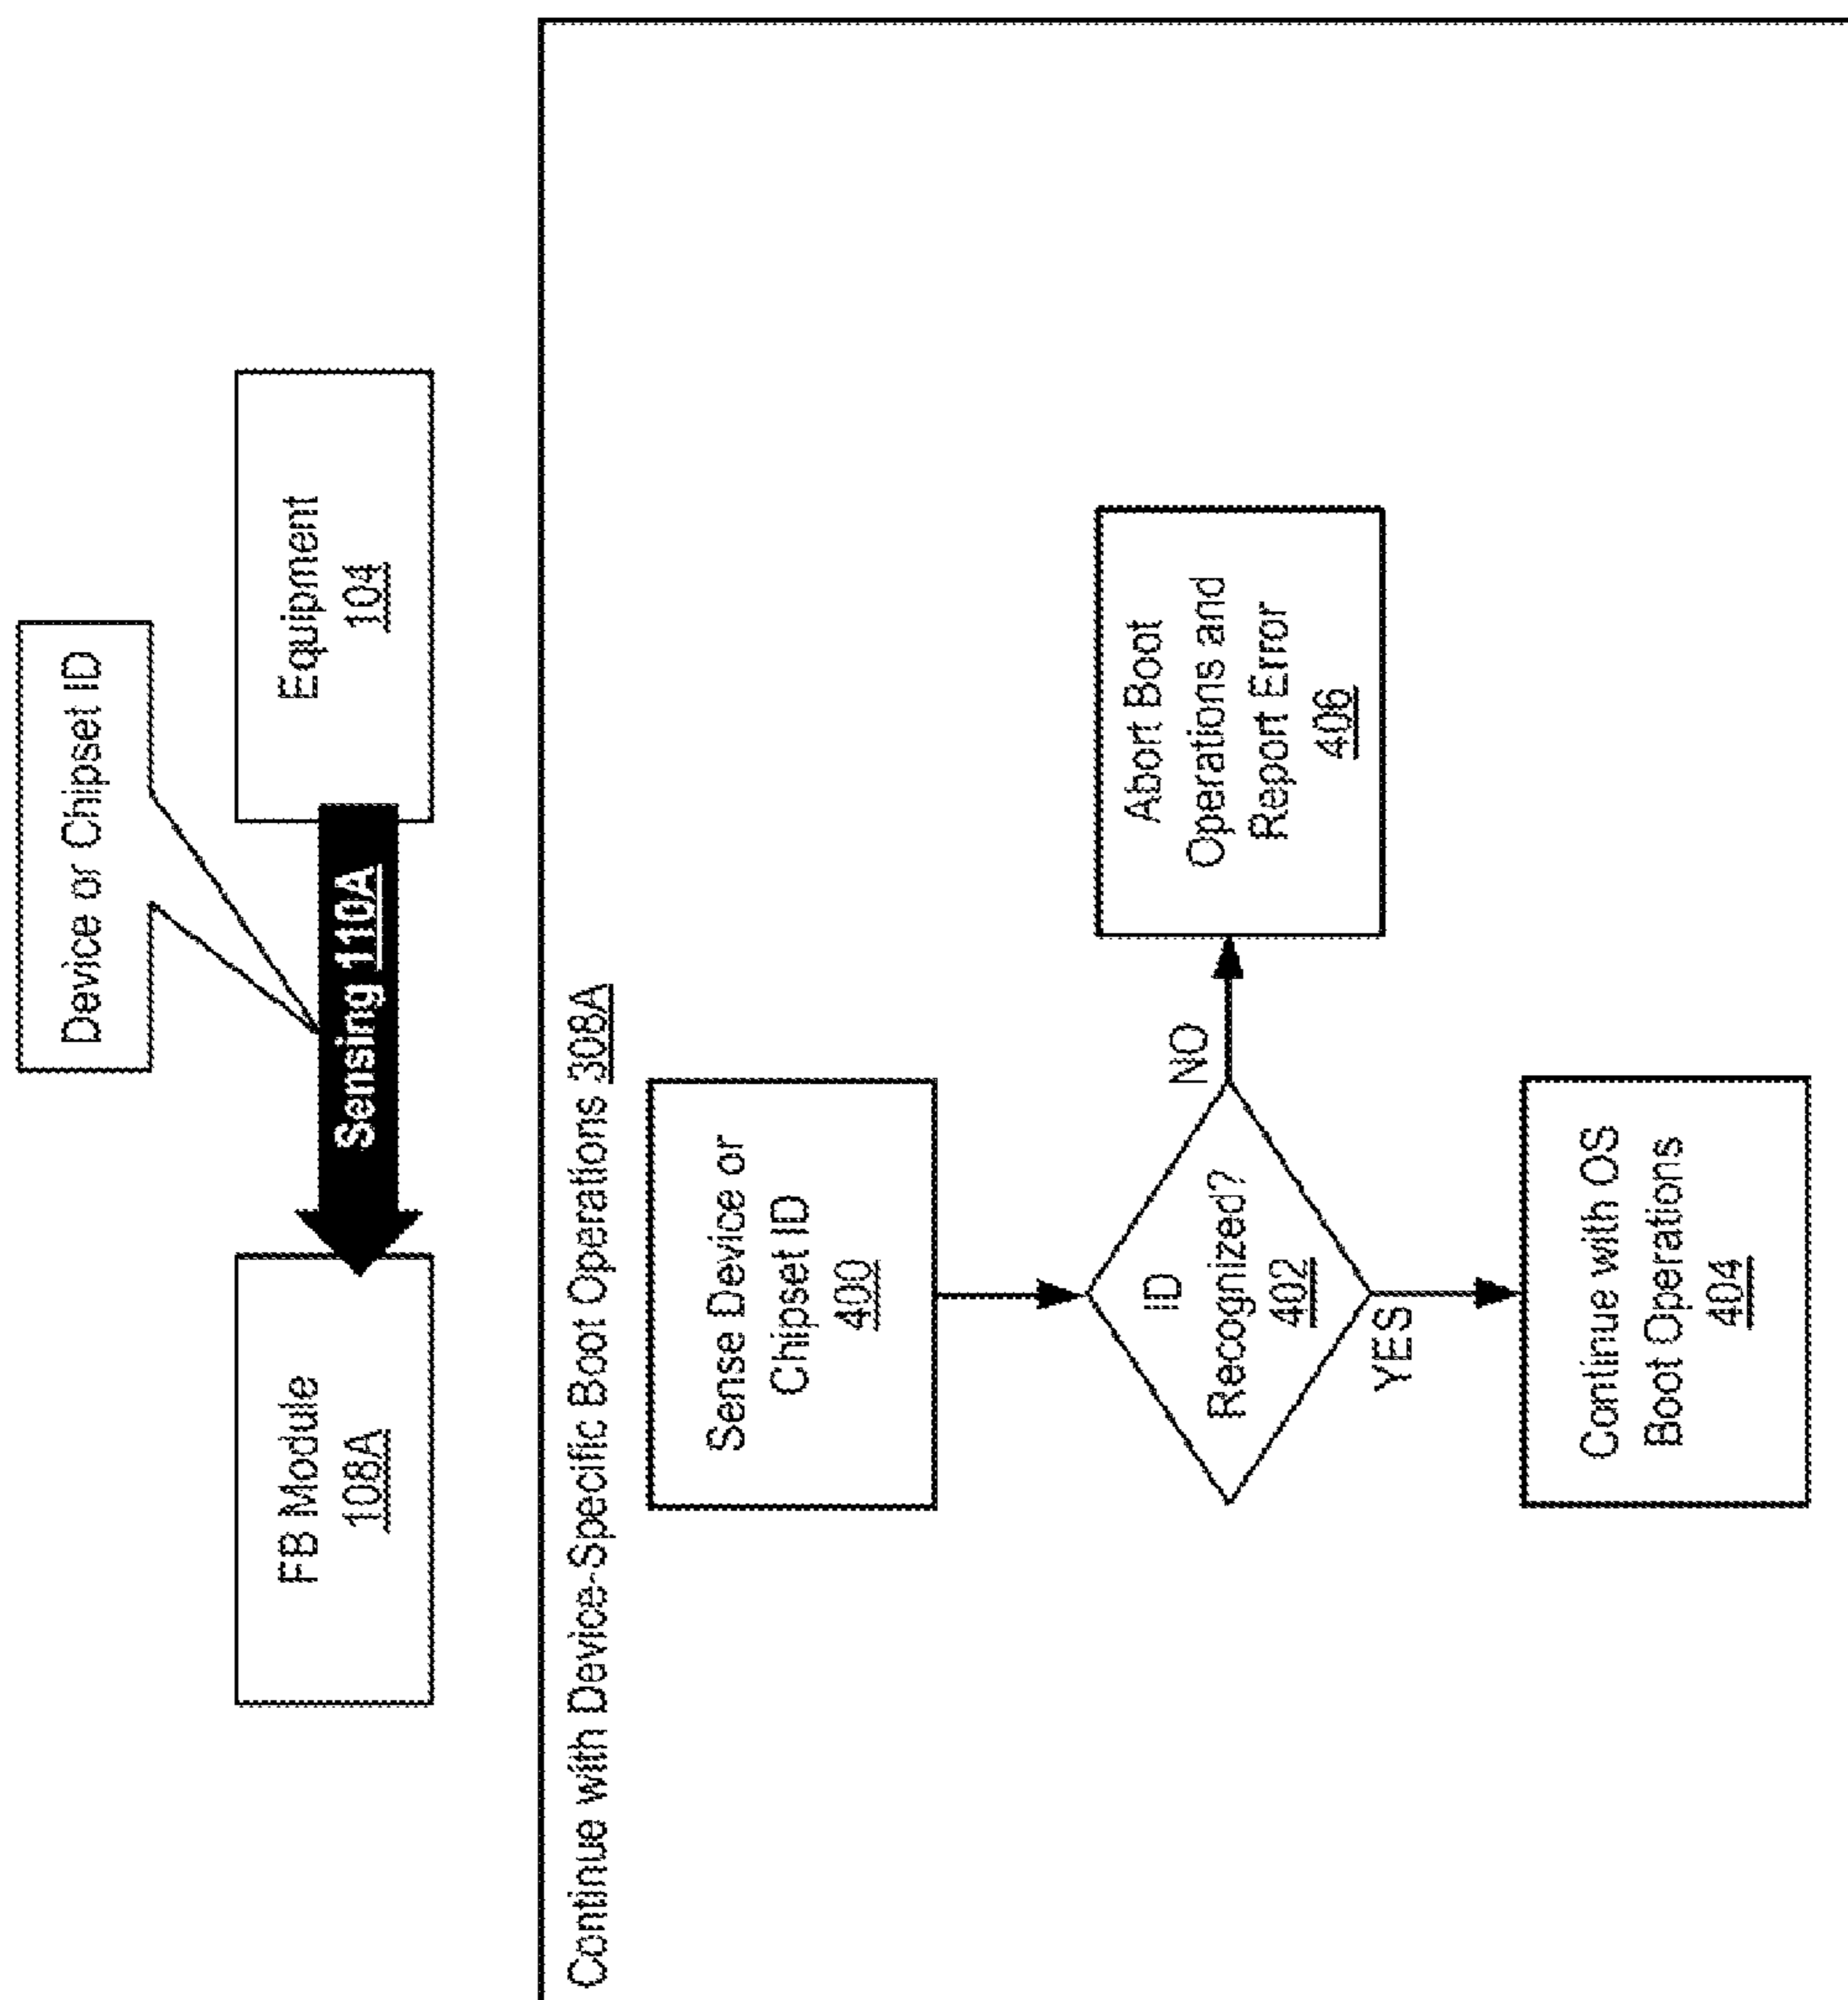 Device or Chipset ID
FB Module
108A
Sensing 110A
Equipment
104
Continue with Device-Specific Boot Operations 308A
Sense Device or
Chipset ID
400
ID
Recognized?
402
NO
Abort Boot
Operations and
Report Error
406
YES
Continue with OS
Boot Operations
404